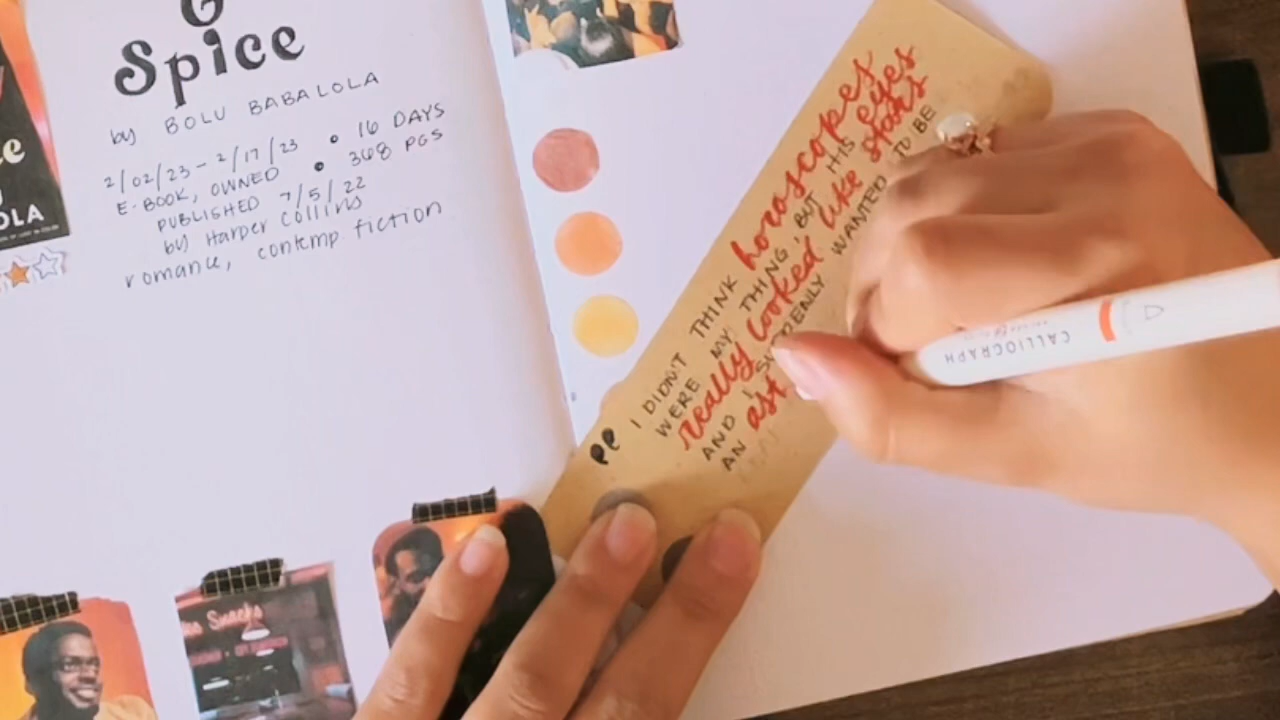 &
Spice
by BOLU BABALOLA
2/02/23 - 2/17/23 • 16 DAYS
E-BOOK, OWNED • 368 PGS
PUBLISHED 7/5/22
by Harper Collins
romance, contemp fiction
OLA
Snacks
I DIDN'T THINK horoscopes
WERE MY THING, BUT HIS eyes
really looked like stars
AND I SUDDENLY WANTED TO BE
AN ast
CALLIOGRAPH